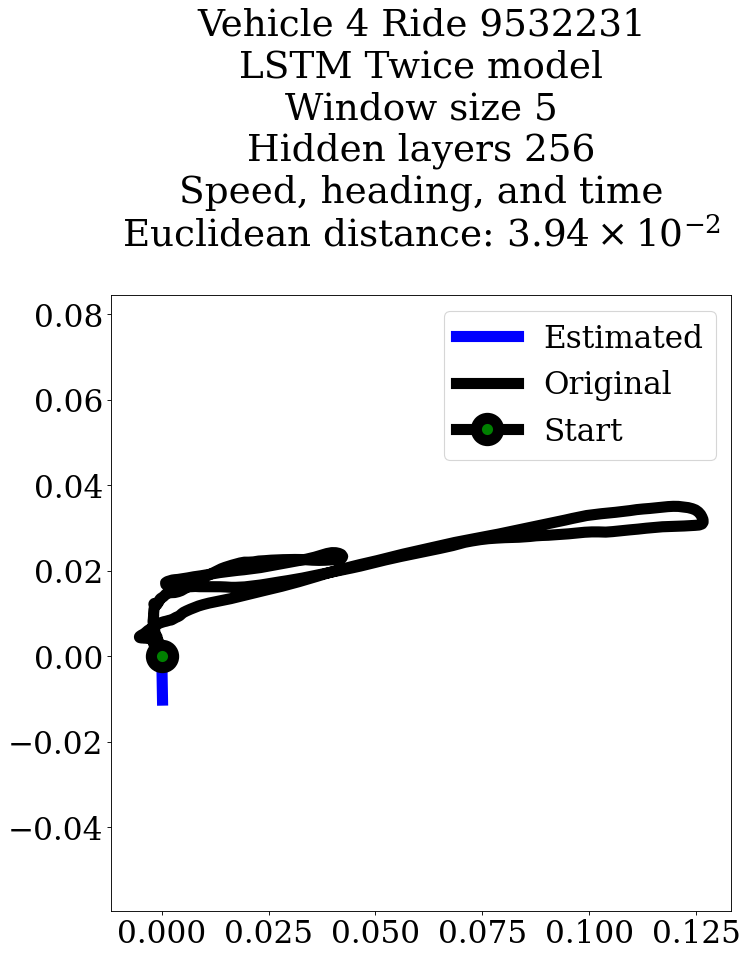 Vehicle 4 Ride 9532231
LSTM Twice model
Window size 5
Hidden layers 256
Speed, heading, and time
Euclidean distance: 3.94 × 10⁻²
Estimated
Original
Start
0.08
0.06
0.04
0.02
0.00
−0.02
−0.04
0.000 0.025 0.050 0.075 0.100 0.125